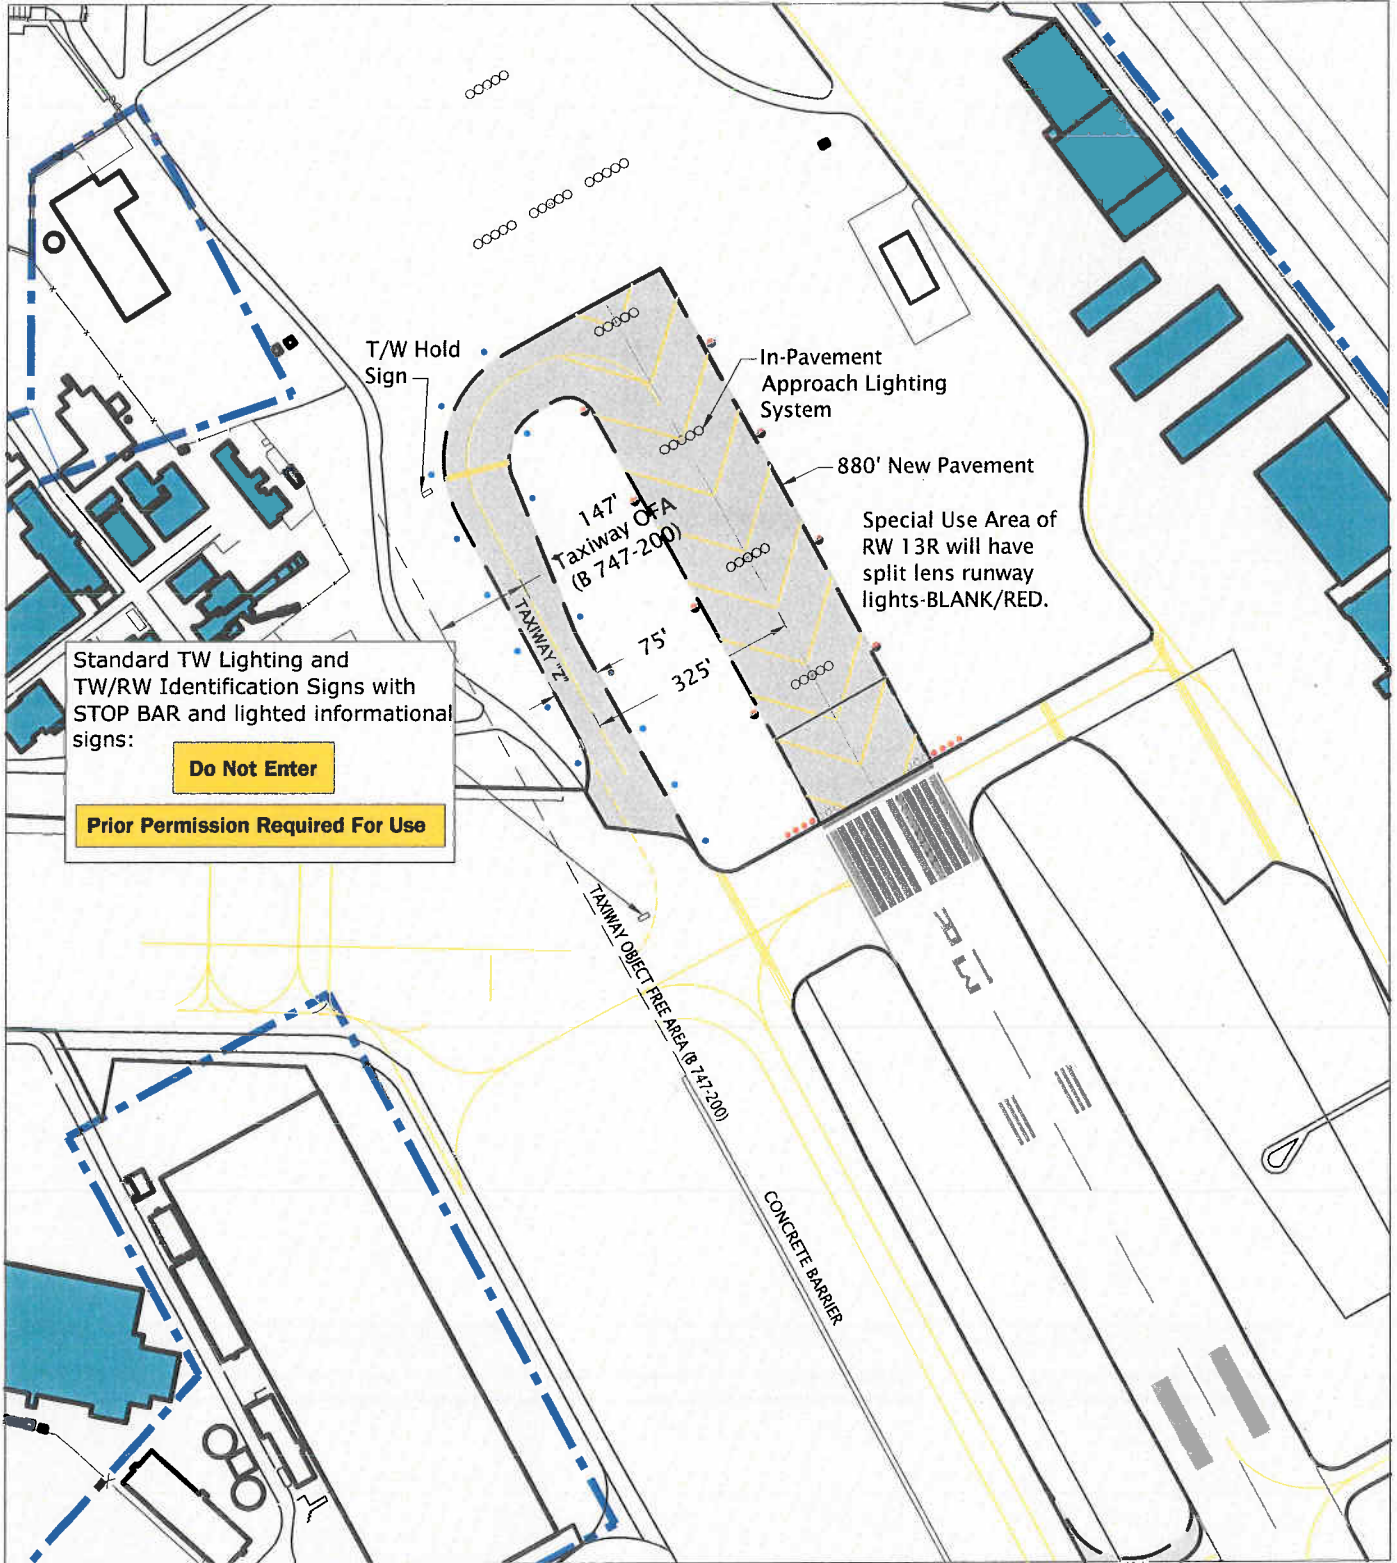 T/W Hold
Sign
In-Pavement
Approach Lighting
System
880' New Pavement
147'
Taxiway OFA
(B 747-200)
Special Use Area of
RW 13R will have
split lens runway
lights-BLANK/RED.
TAXIWAY "Z"
75'
325'
Standard TW Lighting and
TW/RW Identification Signs with
STOP BAR and lighted informational
signs:
Do Not Enter
Prior Permission Required For Use
TAXIWAY OBJECT FREE AREA (B 747-200)
CONCRETE BARRIER